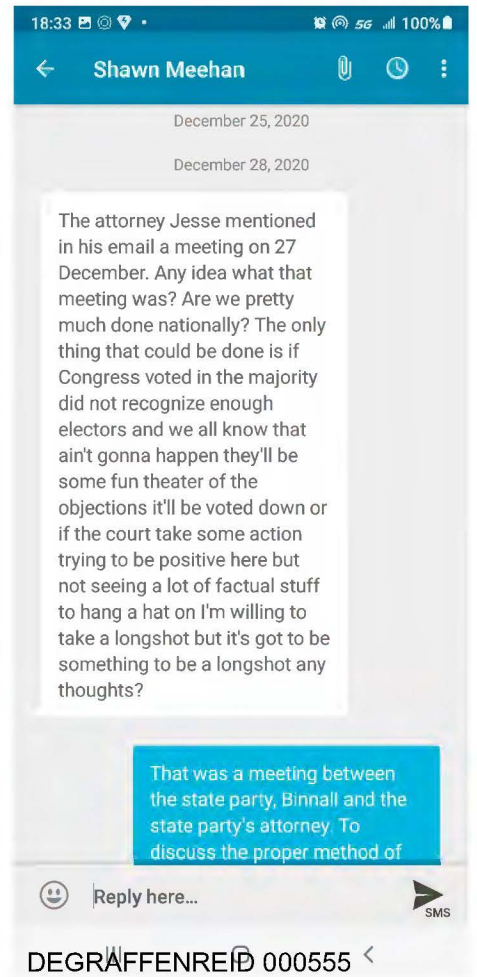 18:33
5G 100%
Shawn Meehan
December 25, 2020
December 28, 2020
The attorney Jesse mentioned
in his email a meeting on 27
December. Any idea what that
meeting was? Are we pretty
much done nationally? The only
thing that could be done is if
Congress voted in the majority
did not recognize enough
electors and we all know that
ain't gonna happen they'll be
some fun theater of the
objections it'll be voted down or
if the court take some action
trying to be positive here but
not seeing a lot of factual stuff
to hang a hat on I'm willing to
take a longshot but it's got to be
something to be a longshot any
thoughts?
That was a meeting between
the state party, Binnall and the
state party's attorney. To
discuss the proper method of
Reply here...
SMS
DEGRAFFENREID 000555